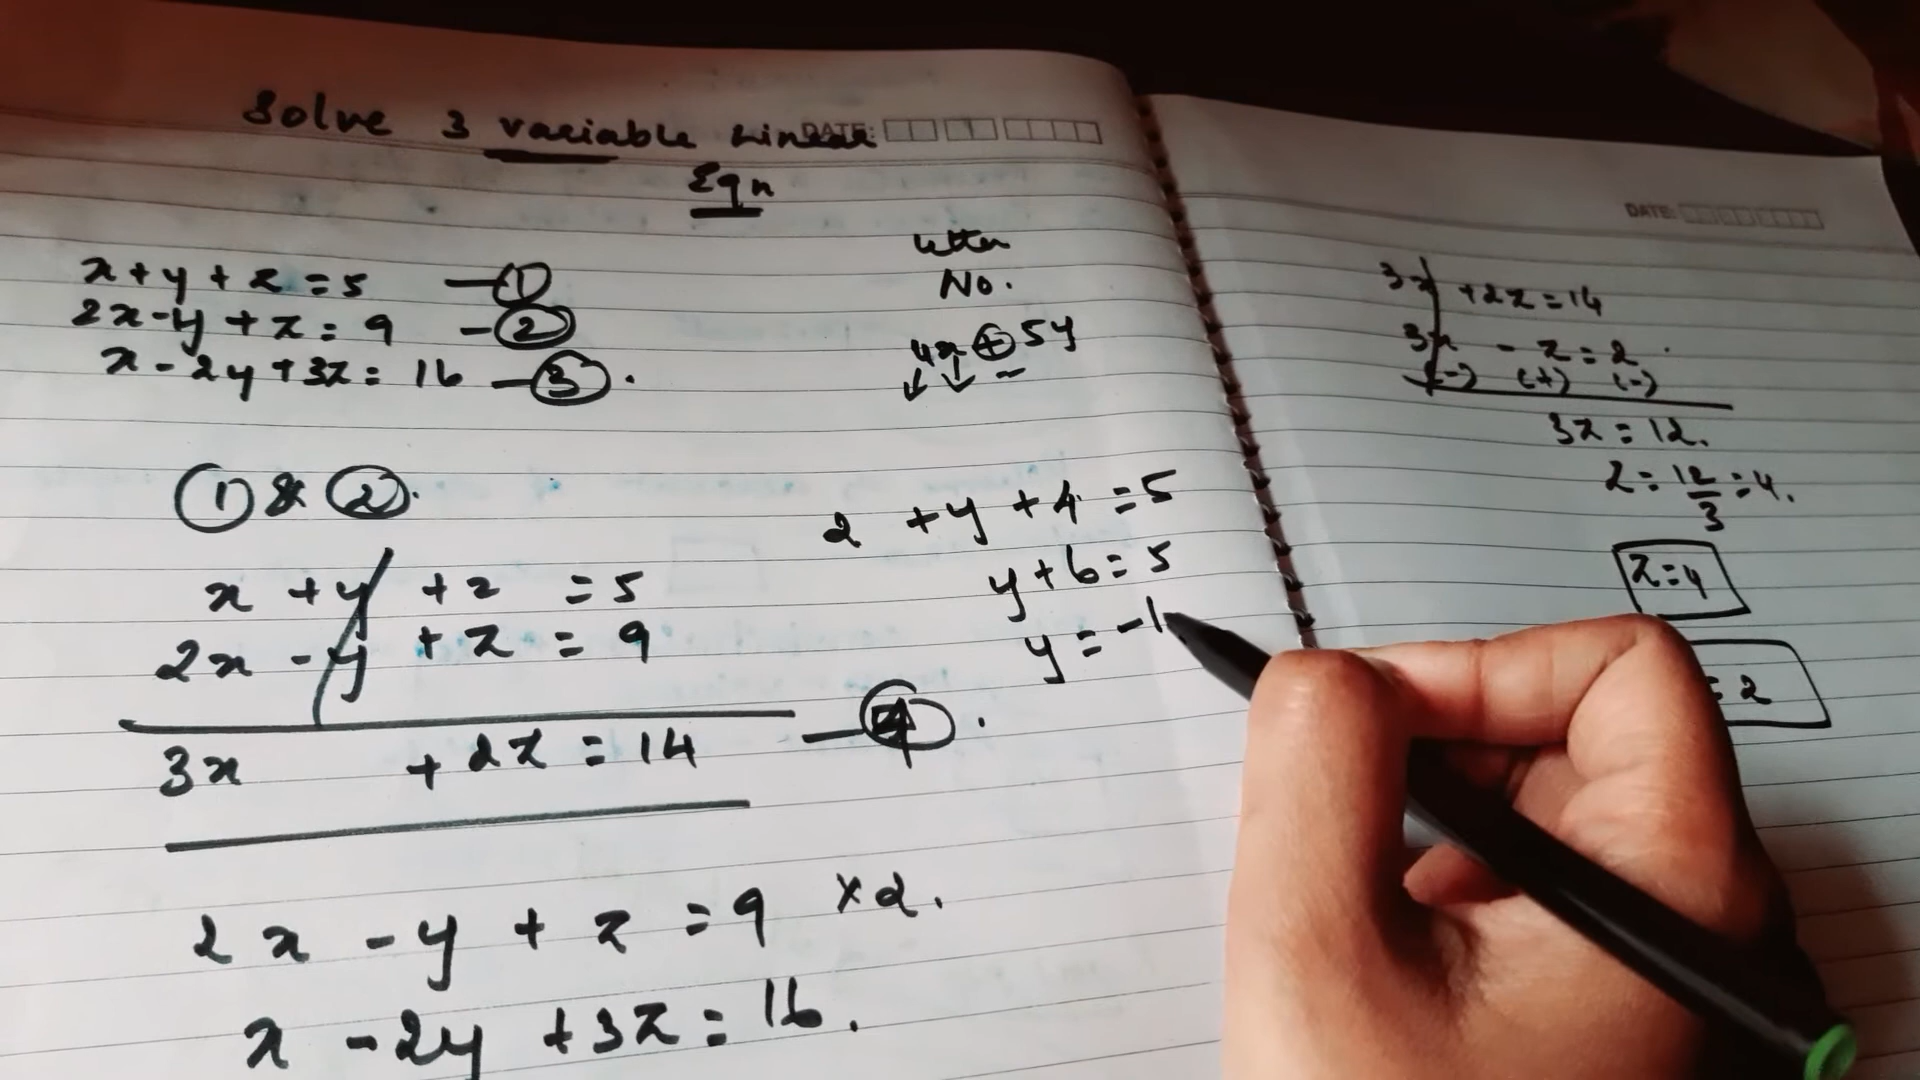 Solve 3 variable Linear
DATE:
Eqn
x+y+z=5 —①
2x-y+z=9 —②
x-2y+3z=16 —③.
letter
No.
4x⊕5y
①&②.
x +y +z =5
2x -y +z = 9
3x +2z = 14 —④.
2x - y + z = 9 ×2.
x -2y +3z = 16.
2 +y +4 =5
y+6=5
y=-1
DATE:
3x +2z=14
3x - z=2.
(-) (+) (-)
3z=12.
z=12/3=4.
z=4
=2